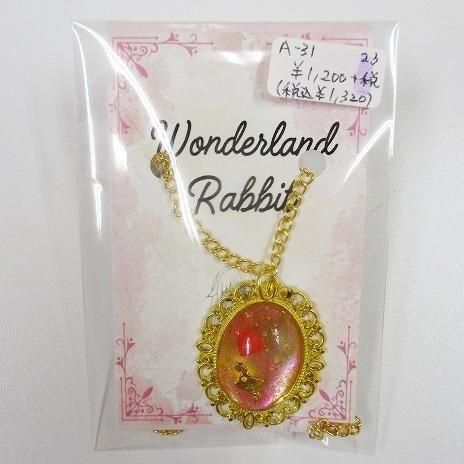 A-31 23
¥1,200+税
(税込¥1,320)
Wonderland
Rabbit